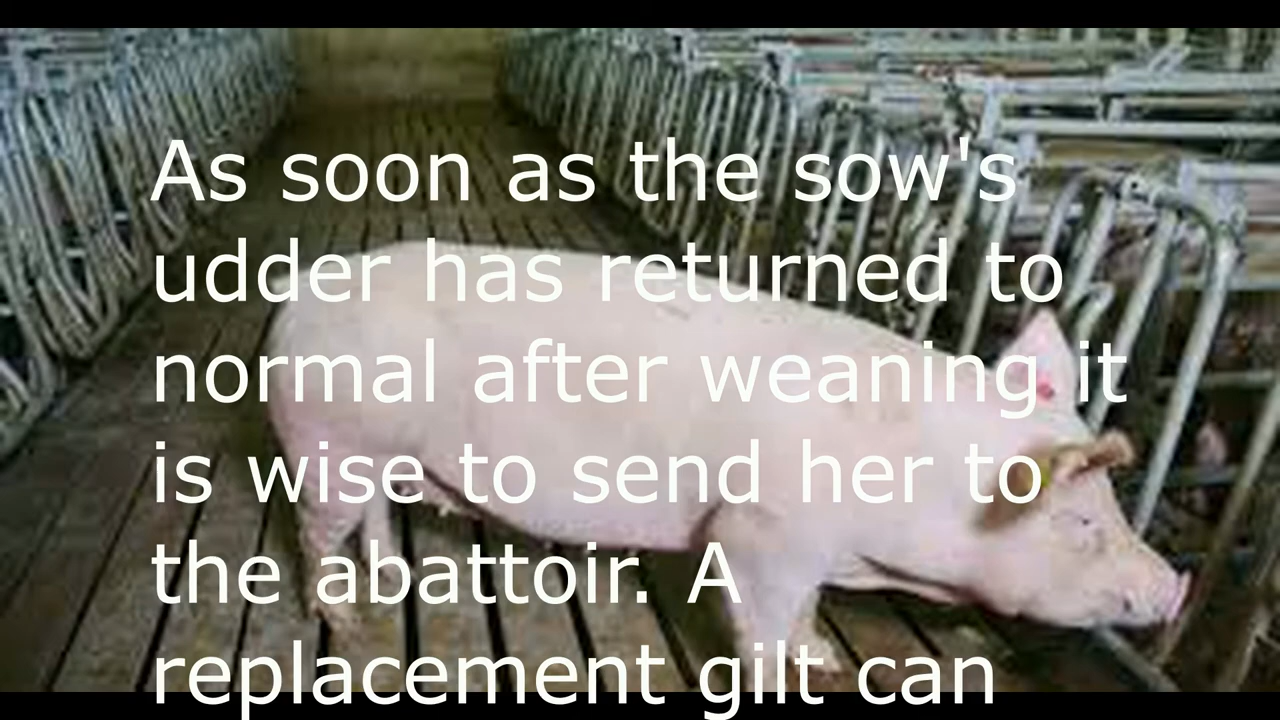 As soon as the sow's
udder has returned to
normal after weaning it
is wise to send her to
the abattoir. A
replacement gilt can